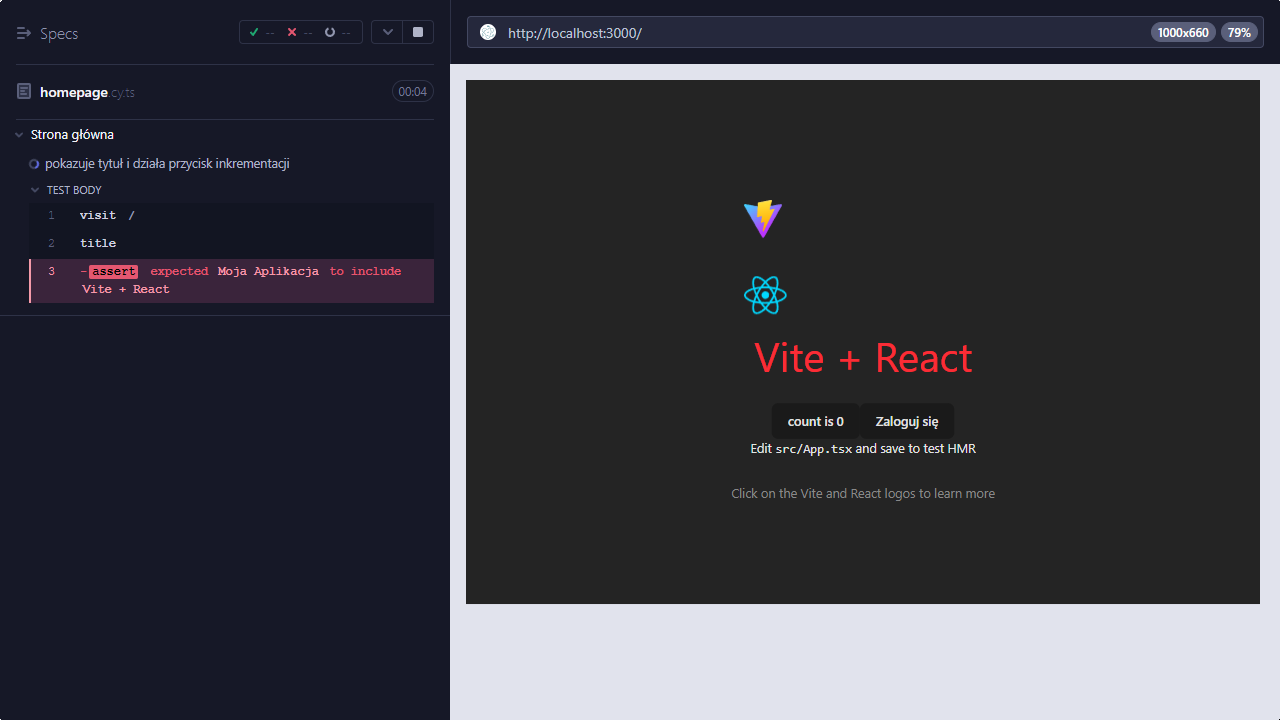 Specs
-- -- --
homepage.cy.ts
00:04
Strona główna
pokazuje tytuł i działa przycisk inkrementacji
TEST BODY
1 visit /
2 title
3 -assert expected Moja Aplikacja to include
Vite + React
http://localhost:3000/
1000x660 79%
Vite + React
count is 0 Zaloguj się
Edit src/App.tsx and save to test HMR
Click on the Vite and React logos to learn more